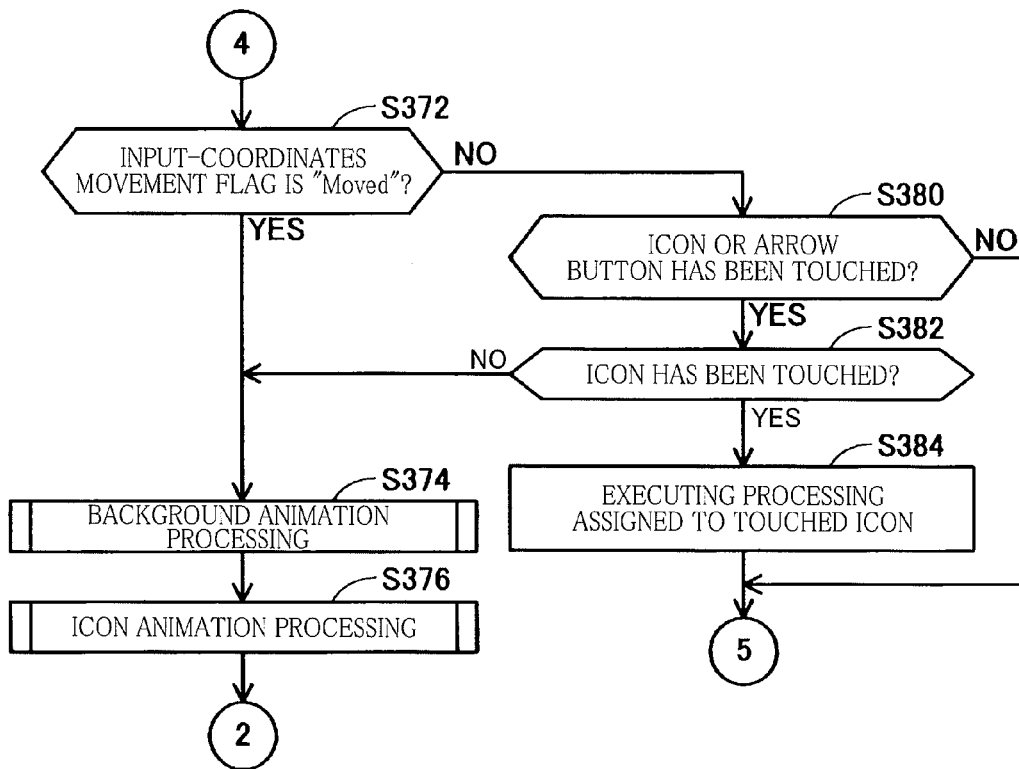 4
S372
INPUT-COORDINATES
MOVEMENT FLAG IS "Moved"?
NO
YES
S380
ICON OR ARROW
BUTTON HAS BEEN TOUCHED?
NO
YES
S382
ICON HAS BEEN TOUCHED?
NO
YES
S384
EXECUTING PROCESSING
ASSIGNED TO TOUCHED ICON
S374
BACKGROUND ANIMATION
PROCESSING
S376
ICON ANIMATION PROCESSING
5
2